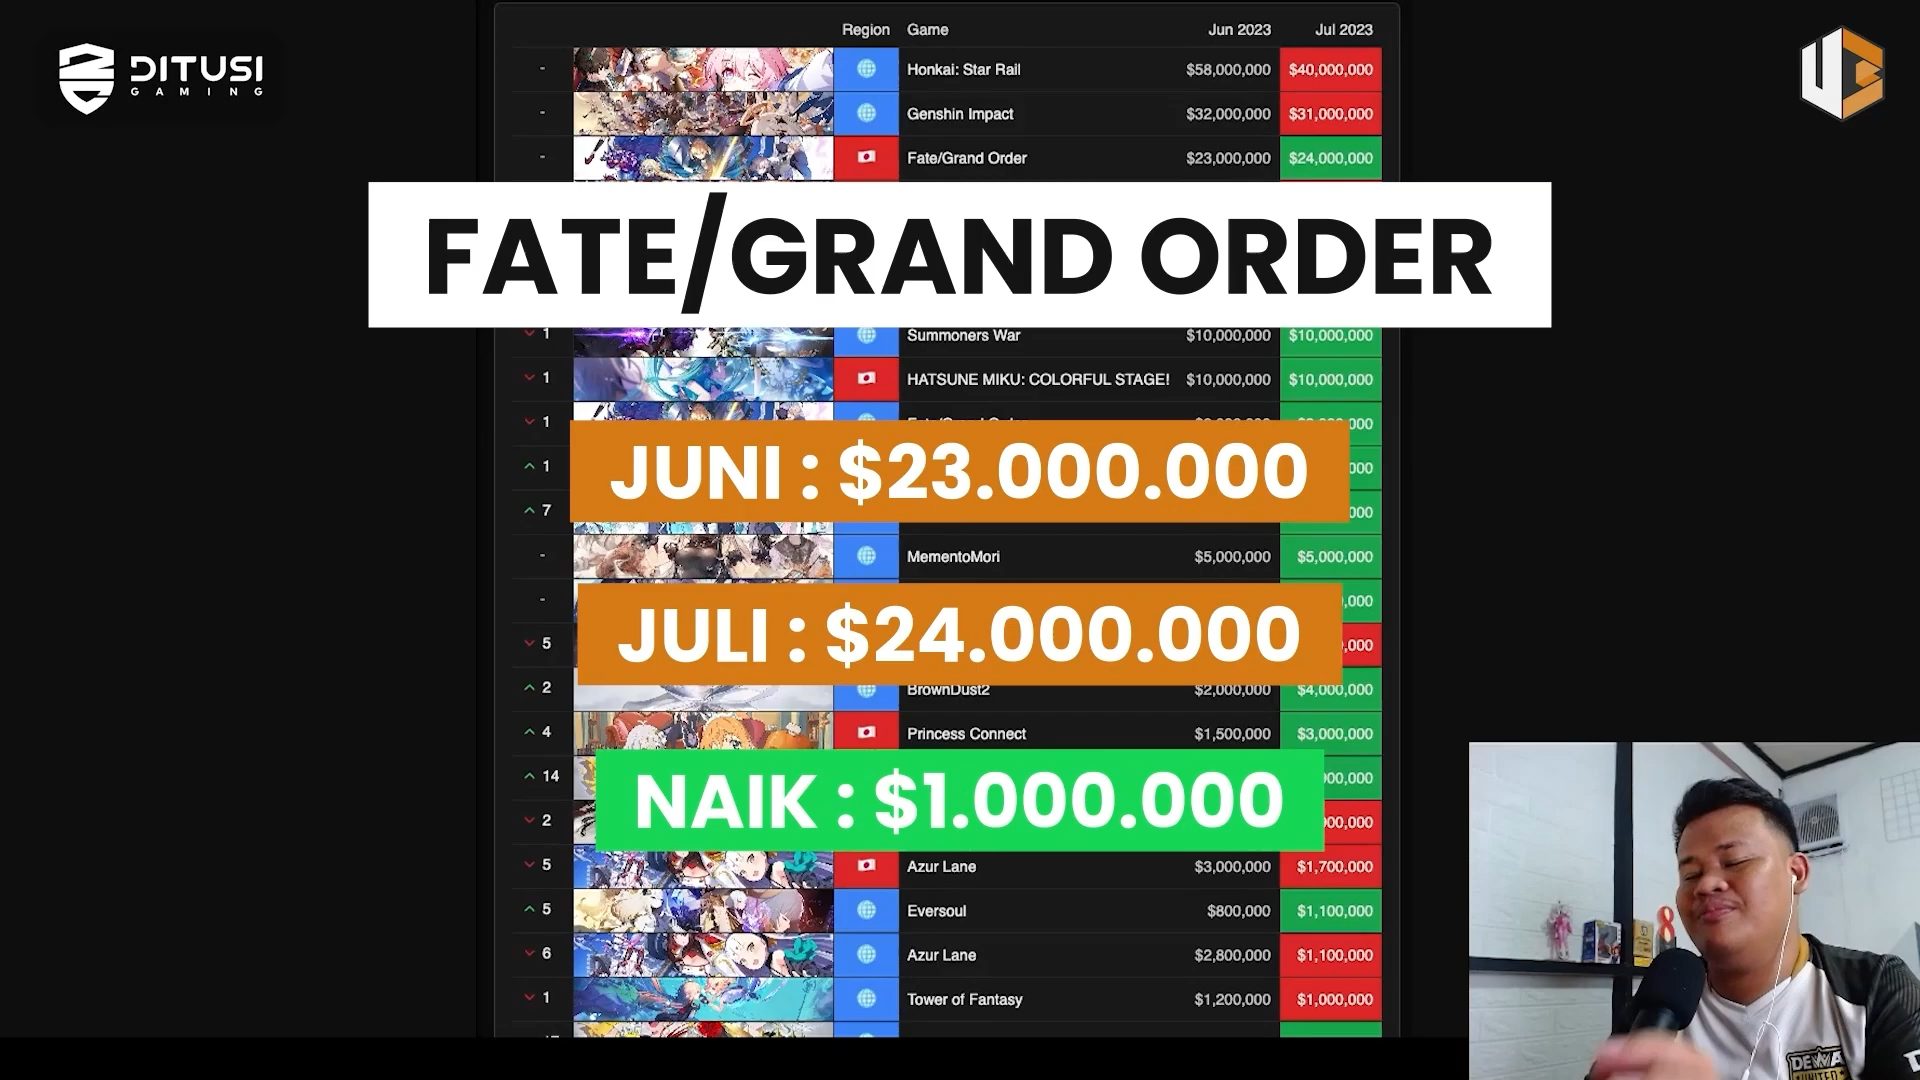 DITUSI
GAMING
Region Game Jun 2023 Jul 2023
- Honkai: Star Rail $58,000,000 $40,000,000
- Genshin Impact $32,000,000 $31,000,000
- Fate/Grand Order $23,000,000 $24,000,000
FATE/GRAND ORDER
1 Summoners War $10,000,000 $10,000,000
1 HATSUNE MIKU: COLORFUL STAGE! $10,000,000 $10,000,000
1
1
JUNI : $23.000.000
7
- MementoMori $5,000,000 $5,000,000
-
JULI : $24.000.000
5
2 BrownDust2 $2,000,000 $4,000,000
4 Princess Connect $1,500,000 $3,000,000
14
NAIK : $1.000.000
2
5 Azur Lane $3,000,000 $1,700,000
5 Eversoul $800,000 $1,100,000
6 Azur Lane $2,800,000 $1,100,000
1 Tower of Fantasy $1,200,000 $1,000,000
DEWA
UNITED